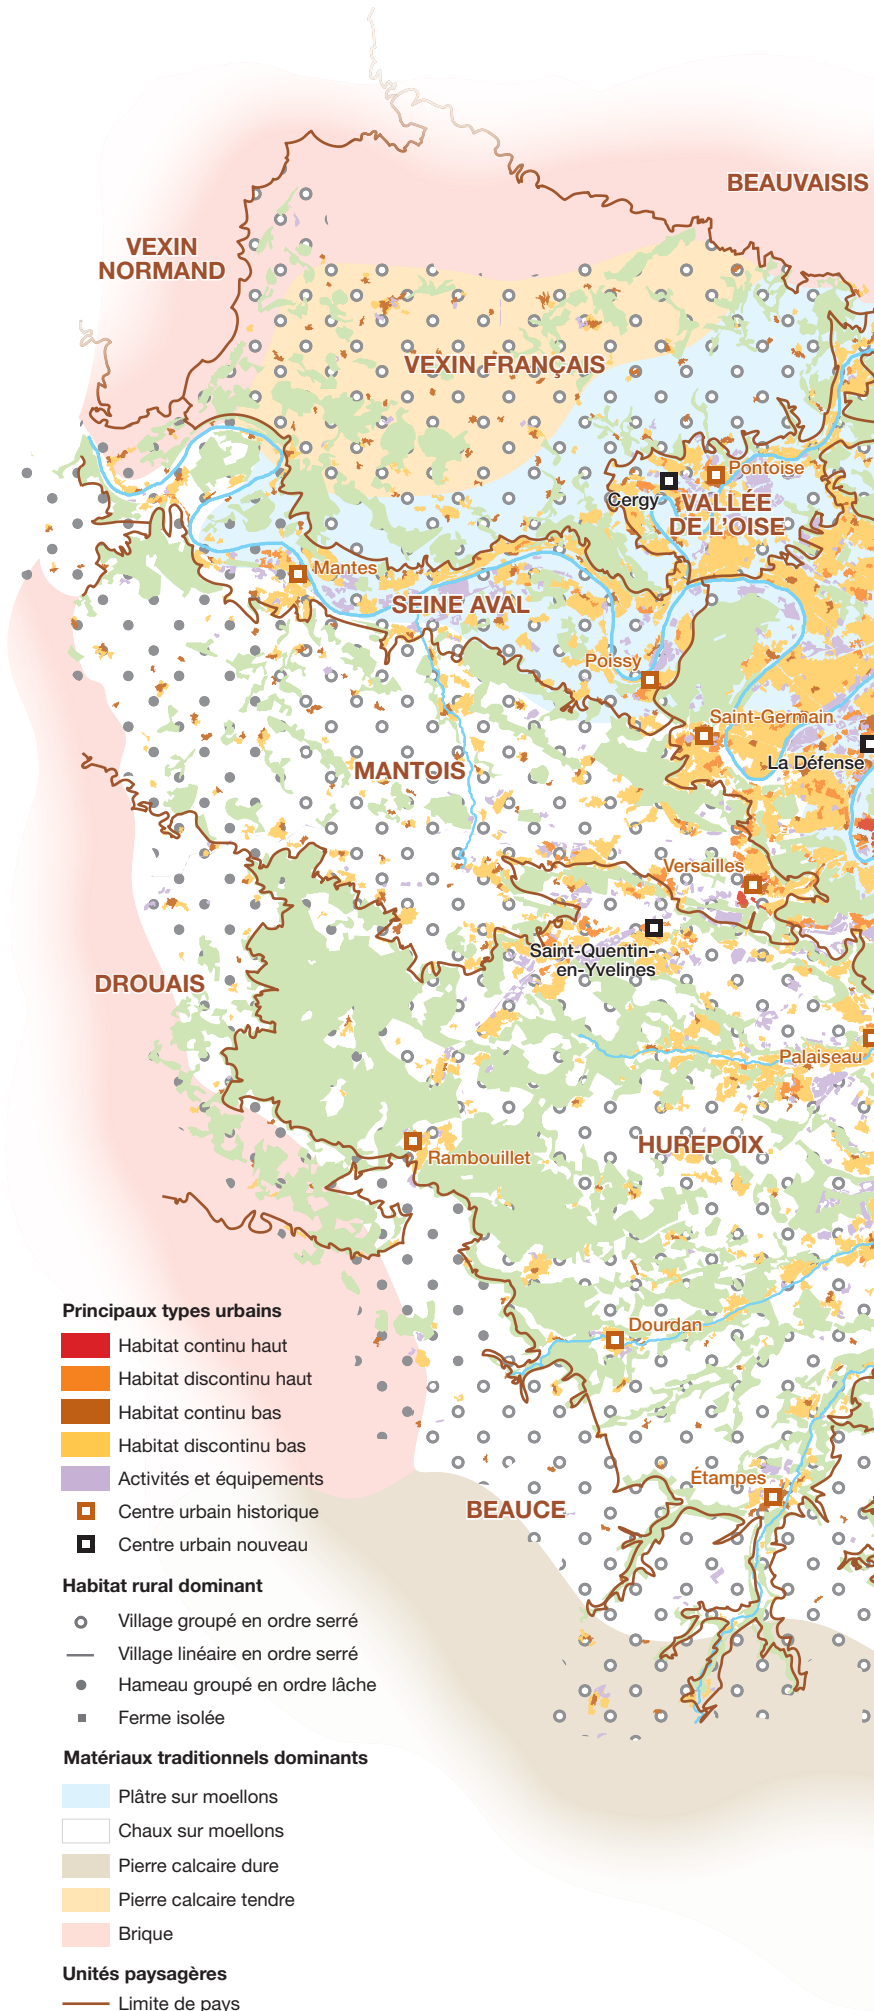 BEAUVAISIS
VEXIN
NORMAND
VEXIN FRANÇAIS
Pontoise
Cergy
VALLÉE
DE L'OISE
Mantes
SEINE AVAL
Poissy
Saint-Germain
La Défense
MANTOIS
Versailles
Saint-Quentin-
en-Yvelines
DROUAIS
Palaiseau
HUREPOIX
Rambouillet
Dourdan
Étampes
BEAUCE
Principaux types urbains
Habitat continu haut
Habitat discontinu haut
Habitat continu bas
Habitat discontinu bas
Activités et équipements
Centre urbain historique
Centre urbain nouveau
Habitat rural dominant
Village groupé en ordre serré
Village linéaire en ordre serré
Hameau groupé en ordre lâche
Ferme isolée
Matériaux traditionnels dominants
Plâtre sur moellons
Chaux sur moellons
Pierre calcaire dure
Pierre calcaire tendre
Brique
Unités paysagères
Limite de pays